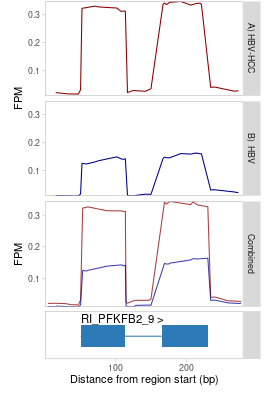 0.3
0.2
0.1
A) HBV-HCC
FPM
0.3
0.2
0.1
B) HBV
0.3
0.2
0.1
Combined
FPM
RI_PFKFB2_9 >
100
200
Distance from region start (bp)